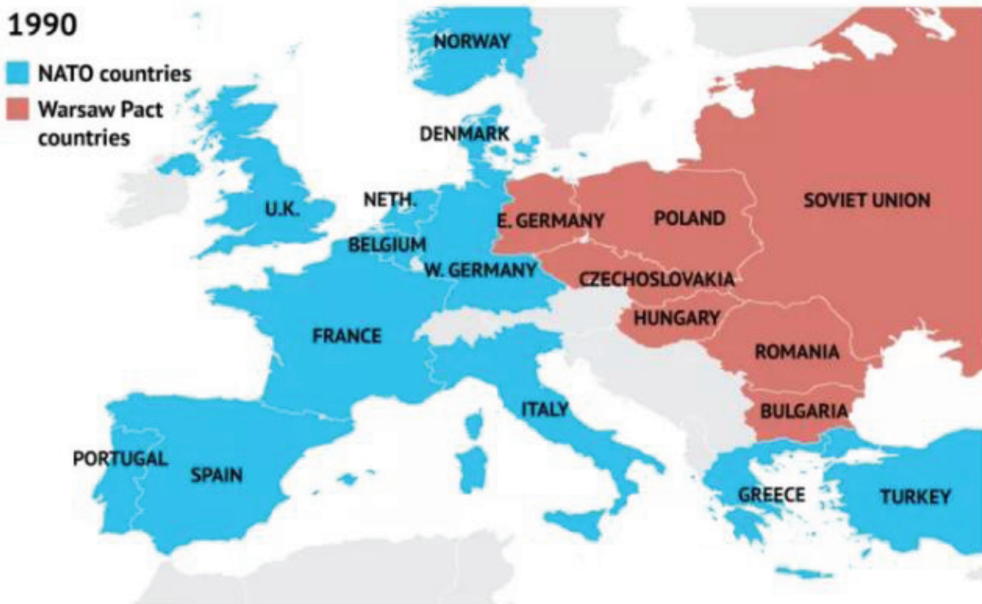 1990
NATO countries
Warsaw Pact
countries
NORWAY
DENMARK
NETH.
U.K.
BELGIUM
W. GERMANY
E. GERMANY
POLAND
SOVIET UNION
CZECHOSLOVAKIA
HUNGARY
FRANCE
ROMANIA
ITALY
BULGARIA
PORTUGAL
SPAIN
GREECE
TURKEY